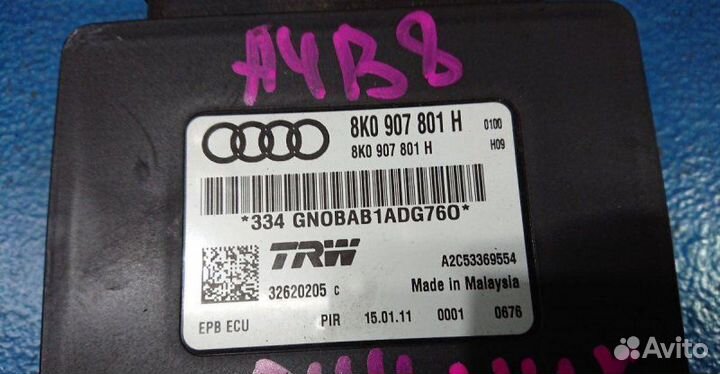 A4B8
8K0 907 801 H 0100
8K0 907 801 H H09
*334 GN0BAB1ADG760*
TRW
A2C53369554
32620205 C
Made in Malaysia
EPB ECU PIR 15.01.11 0001 0676
Avito